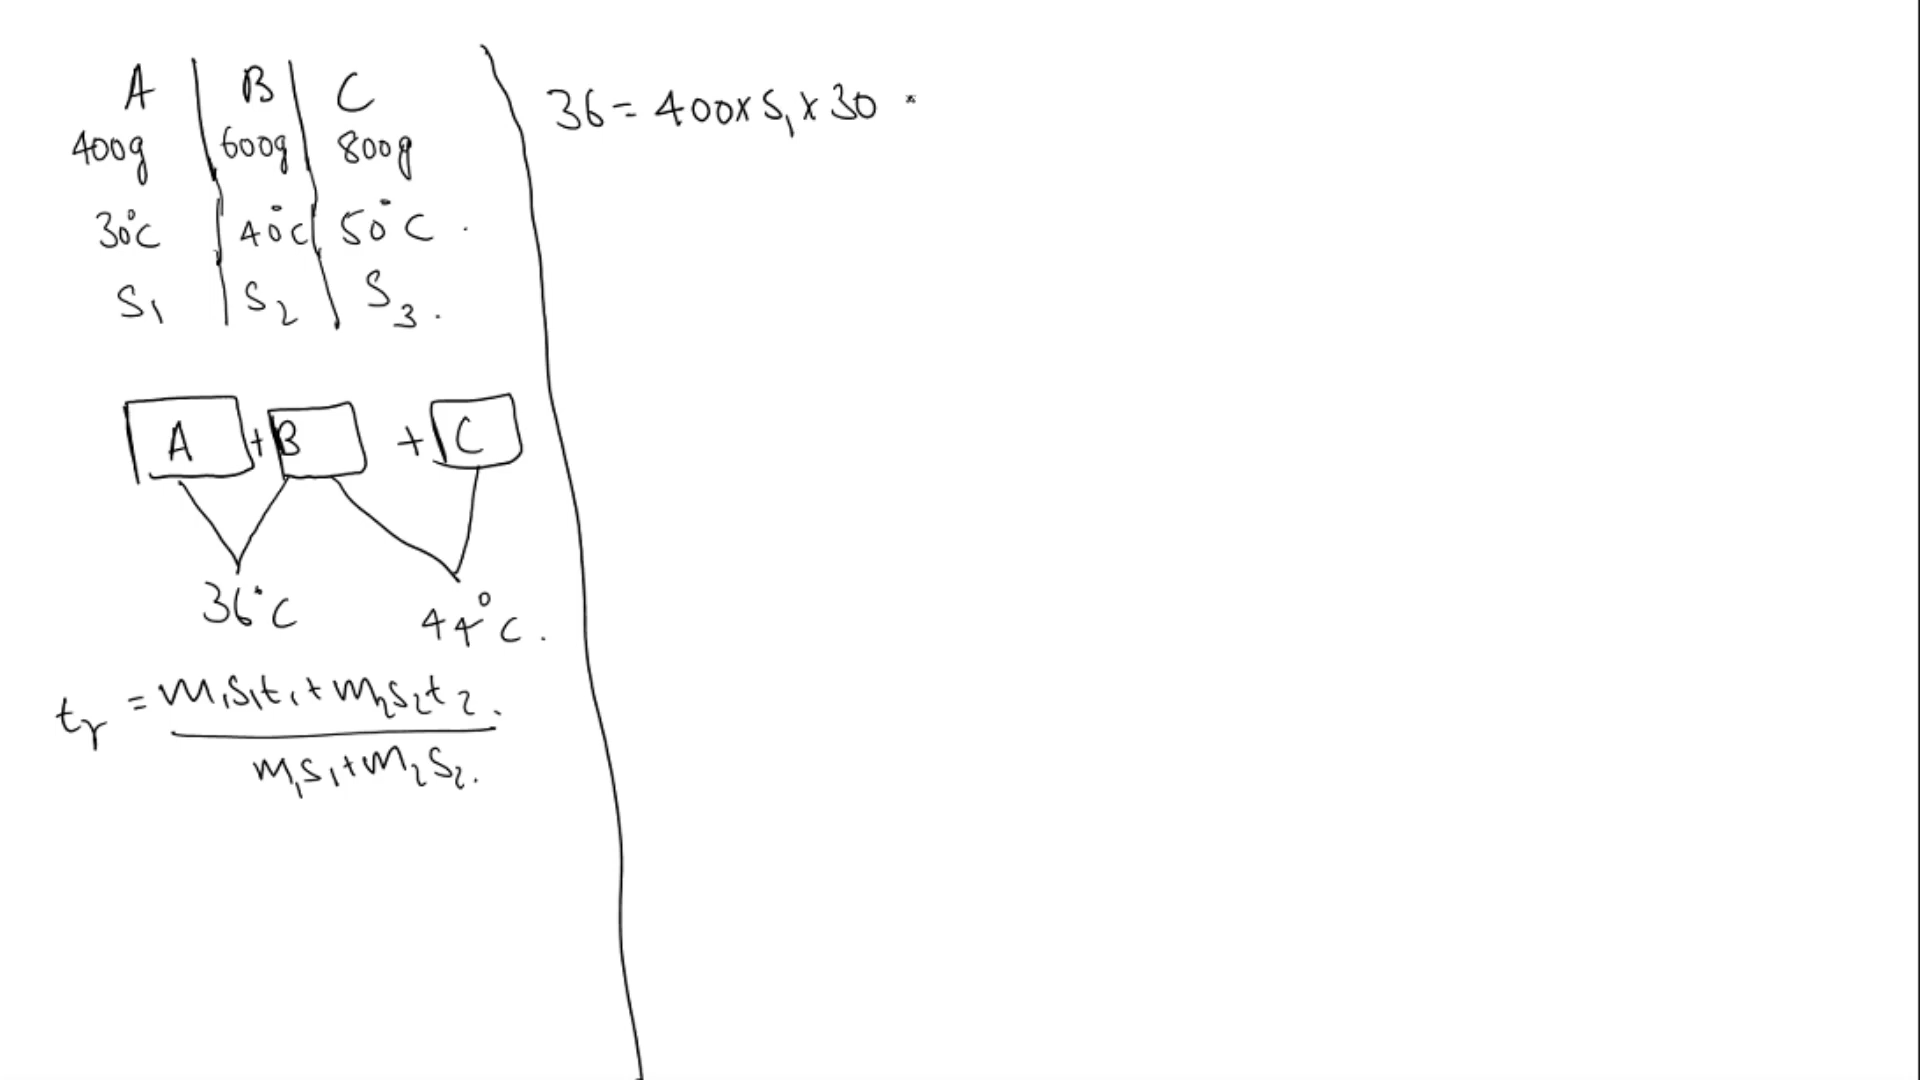 A B C
400g 600g 800g
30°C 40°C 50°C .
S1 S2 S3 .
A + B + C
36°C 44°C .
tr = m1s1t1 + m2s2t2 .
m1s1 + m2s2 .
36 = 400 x S1 x 30